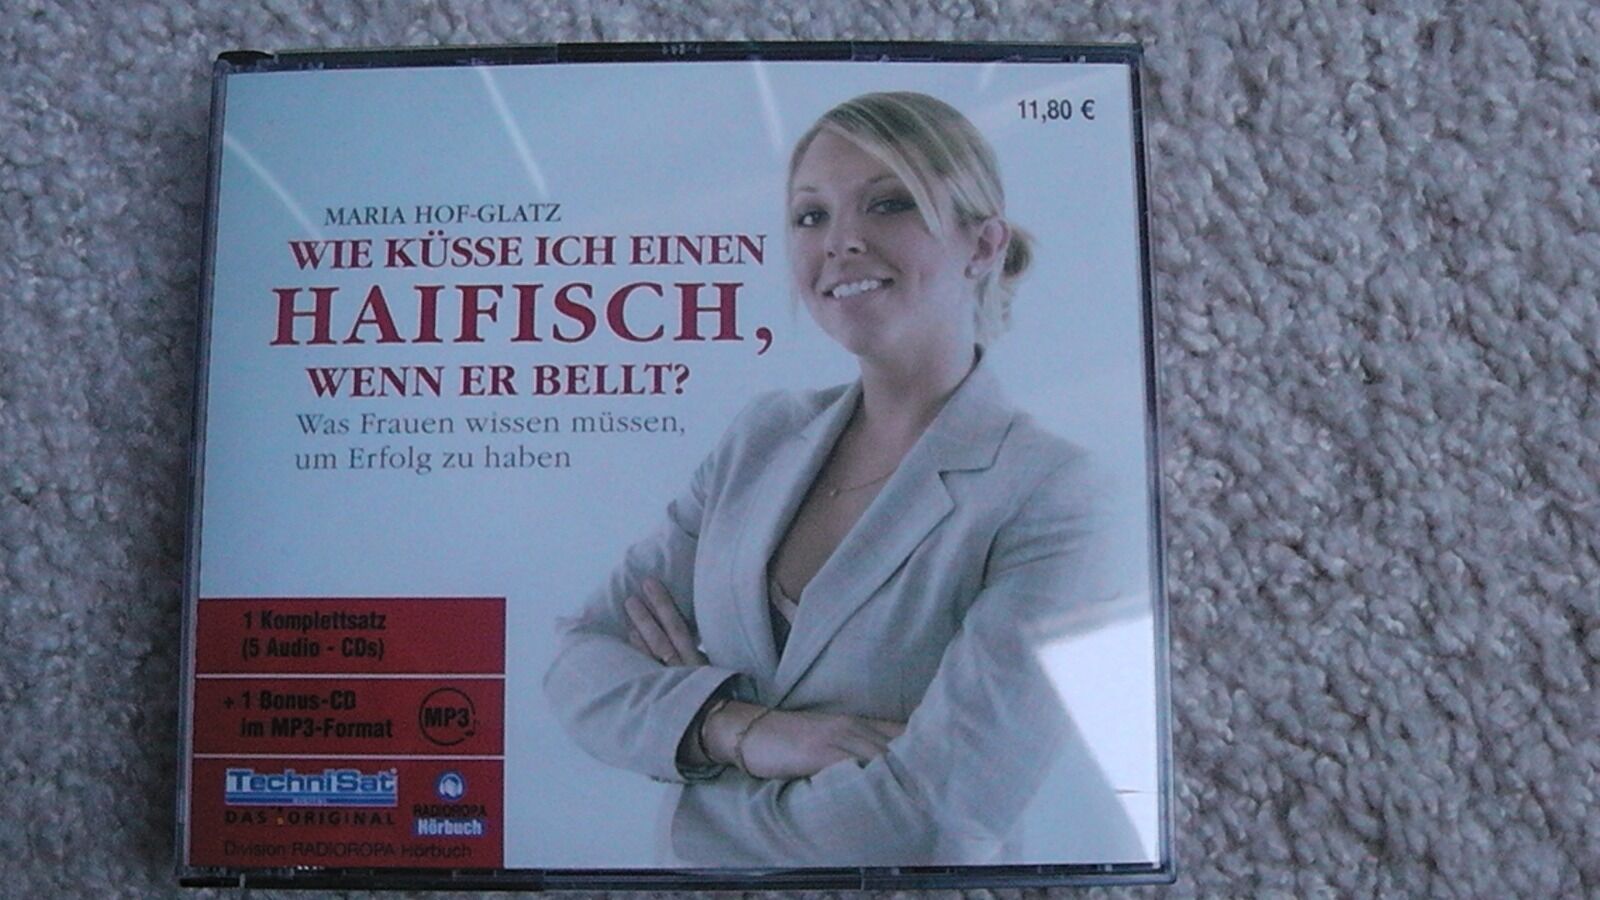 11,80 €
MARIA HOF-GLATZ
WIE KÜSSE ICH EINEN
HAIFISCH,
WENN ER BELLT?
Was Frauen wissen müssen,
um Erfolg zu haben
1 Komplettsatz
(5 Audio - CDs)
+ 1 Bonus-CD
im MP3-Format
MP3
TechniSat
DAS ORIGINAL
RADIOROPA
Hörbuch
Division RADIOROPA Hörbuch